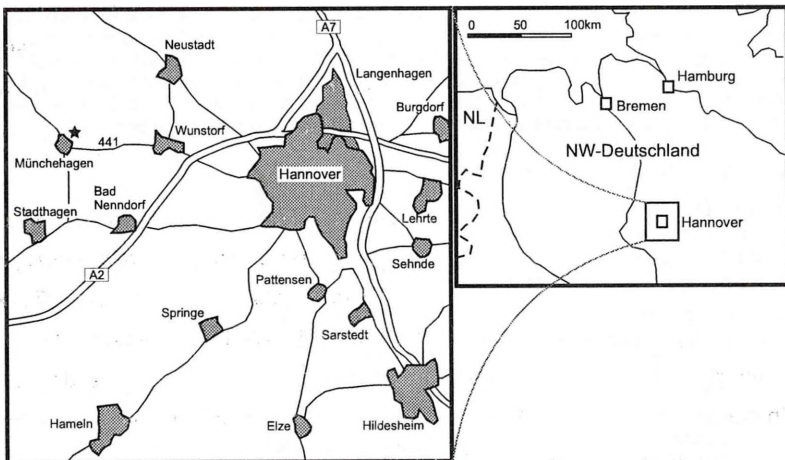 A7
Neustadt
Langenhagen
Burgdorf
441
Wunstorf
Münchehagen
Hannover
Bad
Nenndorf
Stadthagen
Lehrte
Sehnde
A2
Pattensen
Springe
Sarstedt
Hameln
Elze
Hildesheim
0 50 100km
Hamburg
Bremen
NL
NW-Deutschland
Hannover